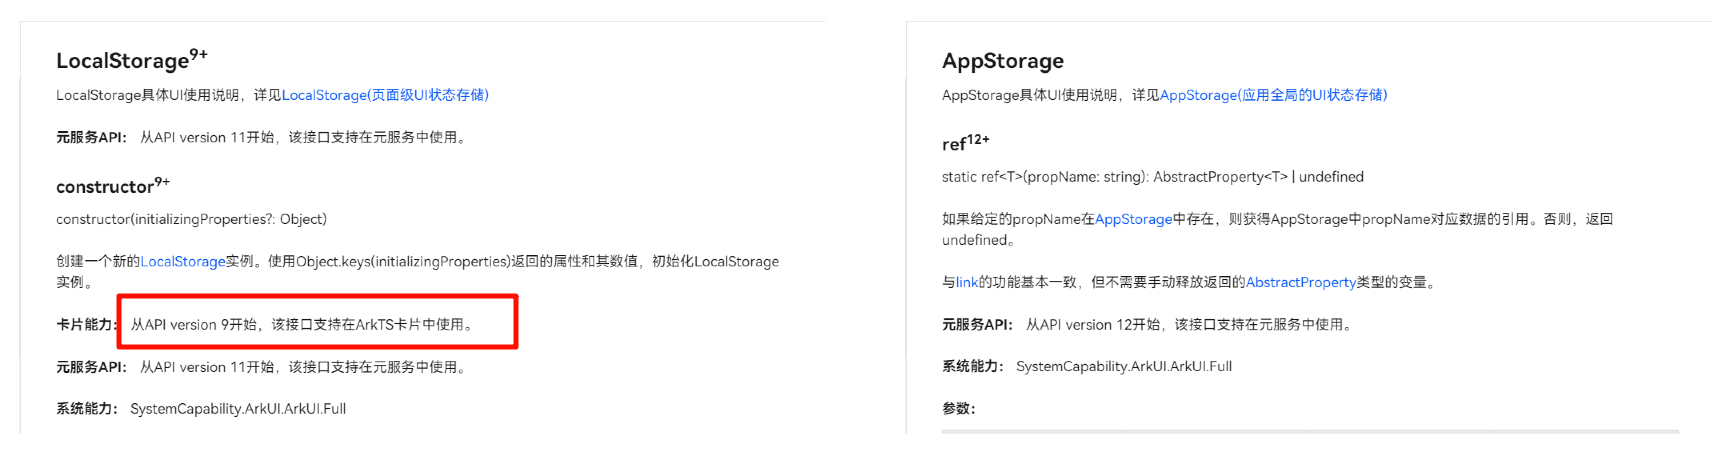 LocalStorage9+
LocalStorage具体UI使用说明，详见LocalStorage(页面级UI状态存储)
元服务API： 从API version 11开始，该接口支持在元服务中使用。
constructor9+
constructor(initializingProperties?: Object)
创建一个新的LocalStorage实例。使用Object.keys(initializingProperties)返回的属性和其数值，初始化LocalStorage
实例。
卡片能力： 从API version 9开始，该接口支持在ArkTS卡片中使用。
元服务API： 从API version 11开始，该接口支持在元服务中使用。
系统能力： SystemCapability.ArkUI.ArkUI.Full
AppStorage
AppStorage具体UI使用说明，详见AppStorage(应用全局的UI状态存储)
ref12+
static ref<T>(propName: string): AbstractProperty<T> | undefined
如果给定的propName在AppStorage中存在，则获得AppStorage中propName对应数据的引用。否则，返回
undefined。
与link的功能基本一致，但不需要手动释放返回的AbstractProperty类型的变量。
元服务API： 从API version 12开始，该接口支持在元服务中使用。
系统能力： SystemCapability.ArkUI.ArkUI.Full
参数：